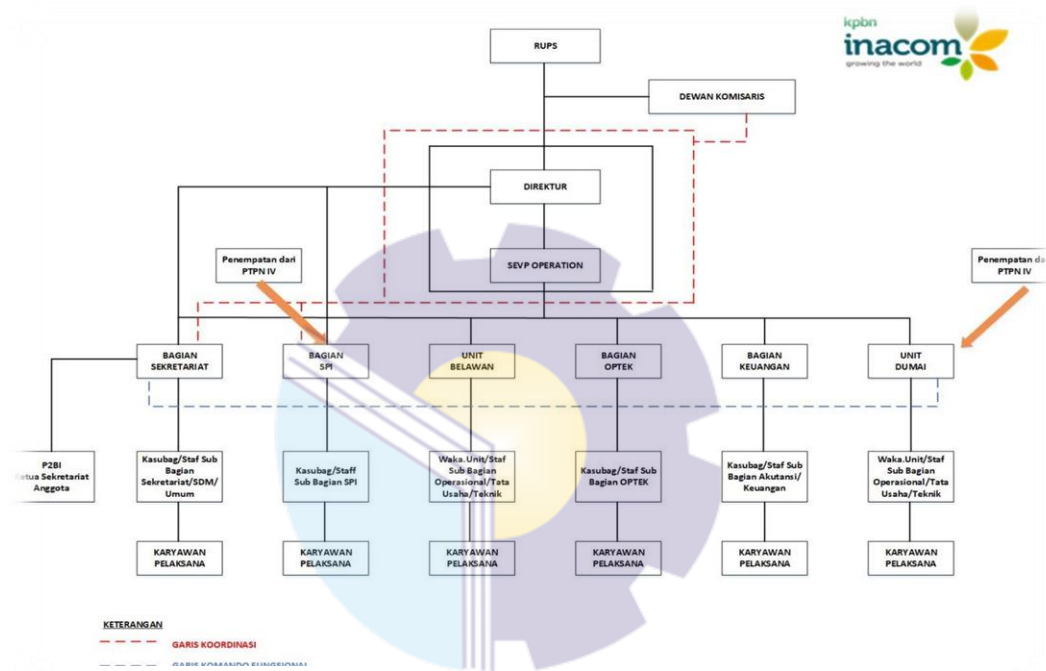 kpbn
inacom
growing the world
RUPS
DEWAN KOMISARIS
DIREKTUR
SEVP OPERATION
Penempatan dari
PTPN IV
Penempatan
PTPN IV
BAGIAN
SEKRETARIAT
BAGIAN
SPI
UNIT
BELAWAN
BAGIAN
OPTEK
BAGIAN
KEUANGAN
UNIT
DUMAI
P2BI
Sekretariat
Anggota
Kasubag/Staf Sub
Bagian
Sekretariat/SDM/
Umum
Kasubag/Staff
Sub Bagian SPI
Waka.Unit/Staf
Sub Bagian
Operasional/Tata
Usaha/Teknik
Kasubag/Staf Sub
Bagian OPTEK
Kasubag/Staf Sub
Bagian Akutansi/
Keuangan
Waka.Unit/Staf
Sub Bagian
Operasional/Tata
Usaha/Teknik
KARYAWAN
PELAKSANA
KARYAWAN
PELAKSANA
KARYAWAN
PELAKSANA
KARYAWAN
PELAKSANA
KARYAWAN
PELAKSANA
KARYAWAN
PELAKSANA
KETERANGAN
GARIS KOORDINASI
GARIS KOMANDO FUNGSIONAL